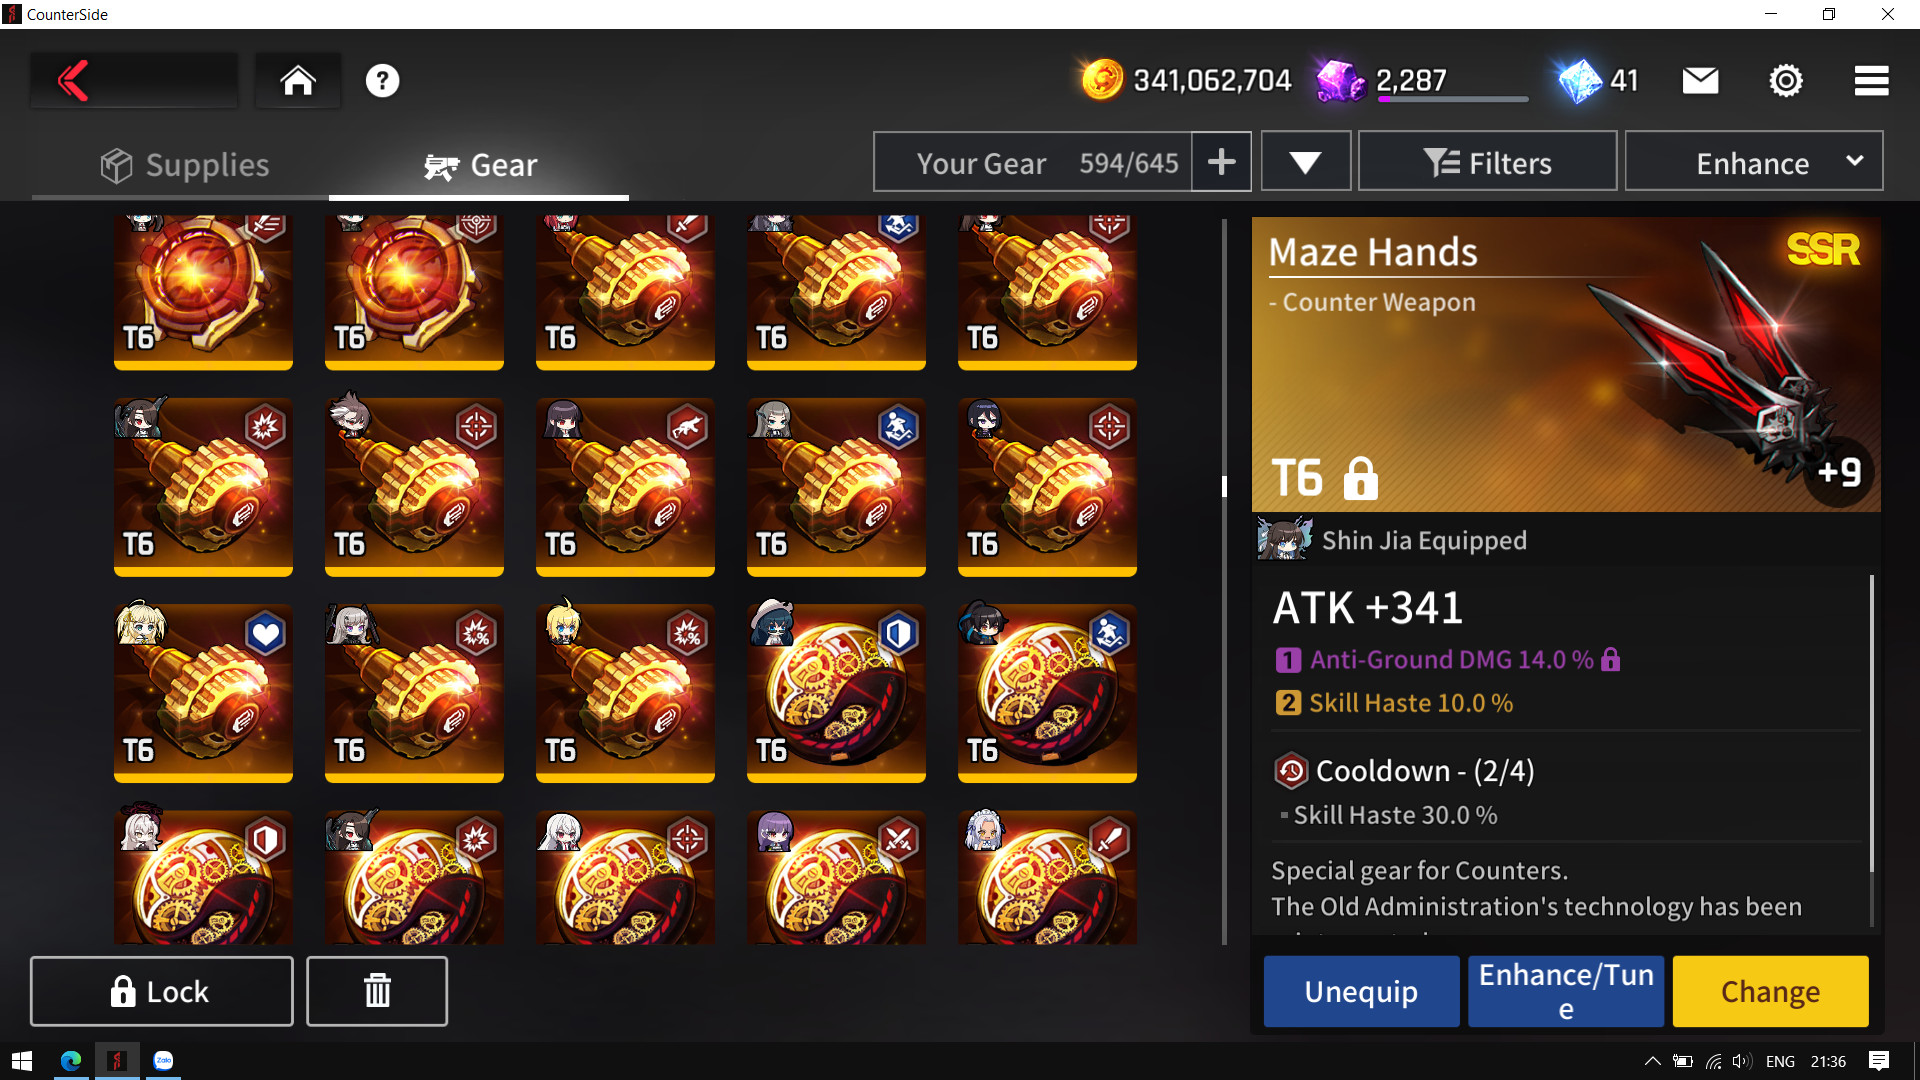 CounterSide
341,062,704
2,287
41
Supplies
Gear
Your Gear 594/645
Filters
Enhance
T6 T6 T6 T6 T6
T6 T6 T6 T6 T6
T6 T6 T6 T6 T6
Lock
Maze Hands
SSR
- Counter Weapon
T6
+9
Shin Jia Equipped
ATK +341
1 Anti-Ground DMG 14.0 %
2 Skill Haste 10.0 %
Cooldown - (2/4)
Skill Haste 30.0 %
Special gear for Counters.
The Old Administration's technology has been
Unequip
Enhance/Tun
e
Change
Zalo
ENG
21:36